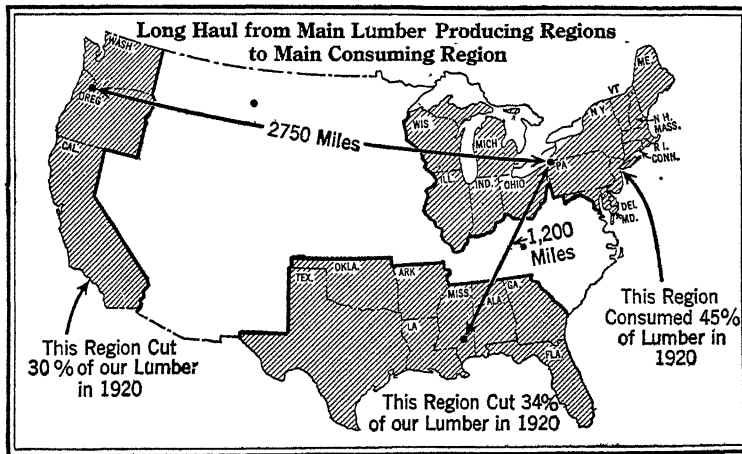 Long Haul from Main Lumber Producing Regions
to Main Consuming Region
WASH
OREG
CAL.
2750 Miles
WIS
MICH
ILL.
IND.
OHIO
PA
N Y.
VT
ME.
N H.
MASS.
R I.
CONN.
DEL
MD.
1,200
Miles
TEX.
OKLA.
ARK
LA
MISS.
ALA.
GA.
FLA.
This Region Cut
30 % of our Lumber
in 1920
This Region Cut 34%
of our Lumber in 1920
This Region
Consumed 45%
of Lumber in
1920